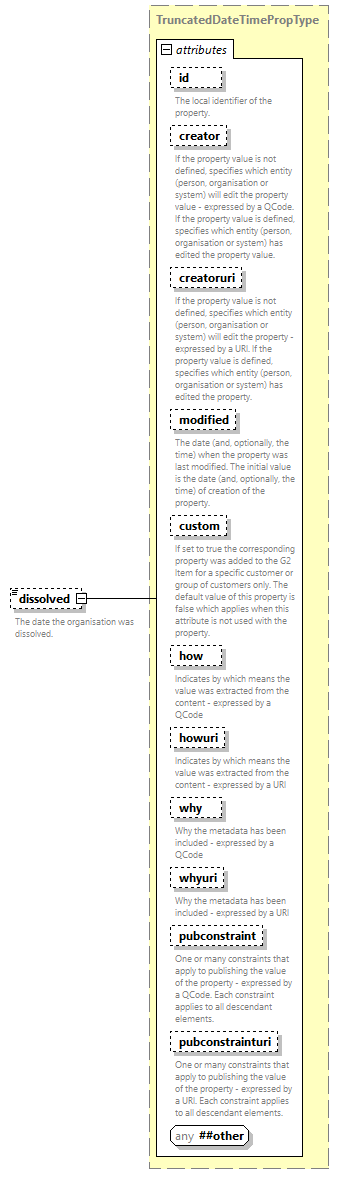 TruncatedDateTimePropType
attributes
id
The local identifier of the
property.
creator
If the property value is not
defined, specifies which entity
(person, organisation or
system) will edit the property
value - expressed by a QCode.
If the property value is defined,
specifies which entity (person,
organisation or system) has
edited the property value.
creatoruri
If the property value is not
defined, specifies which entity
(person, organisation or
system) will edit the property -
expressed by a URI. If the
property value is defined,
specifies which entity (person,
organisation or system) has
edited the property.
modified
The date (and, optionally, the
time) when the property was
last modified. The initial value
is the date (and, optionally, the
time) of creation of the
property.
custom
If set to true the corresponding
property was added to the G2
Item for a specific customer or
group of customers only. The
default value of this property is
false which applies when this
attribute is not used with the
property.
dissolved
The date the organisation was
dissolved.
how
Indicates by which means the
value was extracted from the
content - expressed by a
QCode
howuri
Indicates by which means the
value was extracted from the
content - expressed by a URI
why
Why the metadata has been
included - expressed by a
QCode
whyuri
Why the metadata has been
included - expressed by a URI
pubconstraint
One or many constraints that
apply to publishing the value
of the property - expressed by
a QCode. Each constraint
applies to all descendant
elements.
pubconstrainturi
One or many constraints that
apply to publishing the value
of the property - expressed by
a URI. Each constraint applies
to all descendant elements.
any ##other